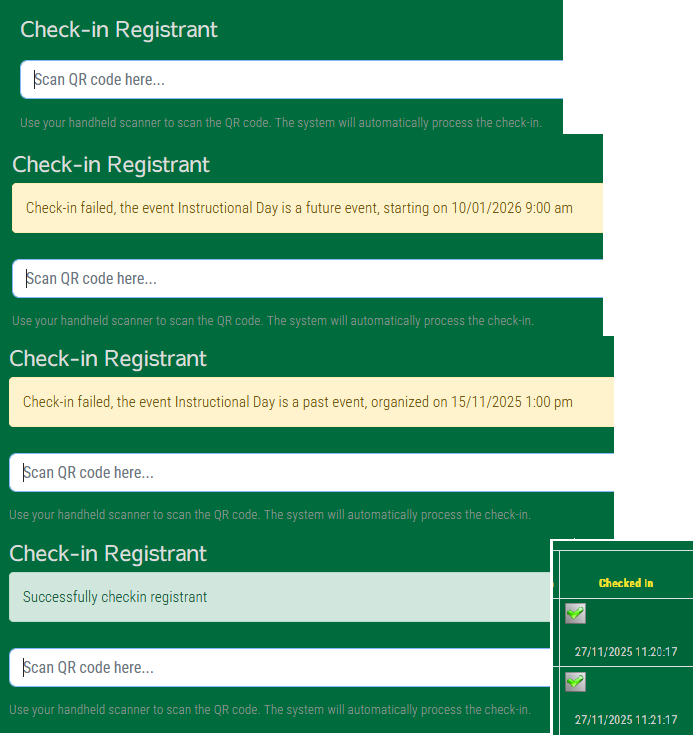 Check-in Registrant
Scan QR code here...
Use your handheld scanner to scan the QR code. The system will automatically process the check-in.
Check-in Registrant
Check-in failed, the event Instructional Day is a future event, starting on 10/01/2026 9:00 am
Scan QR code here...
Use your handheld scanner to scan the QR code. The system will automatically process the check-in.
Check-in Registrant
Check-in failed, the event Instructional Day is a past event, organized on 15/11/2025 1:00 pm
Scan QR code here...
Use your handheld scanner to scan the QR code. The system will automatically process the check-in.
Check-in Registrant
Successfully checkin registrant
Scan QR code here...
Use your handheld scanner to scan the QR code. The system will automatically process the check-in.
Checked in
27/11/2025 11:20:17
27/11/2025 11:21:17